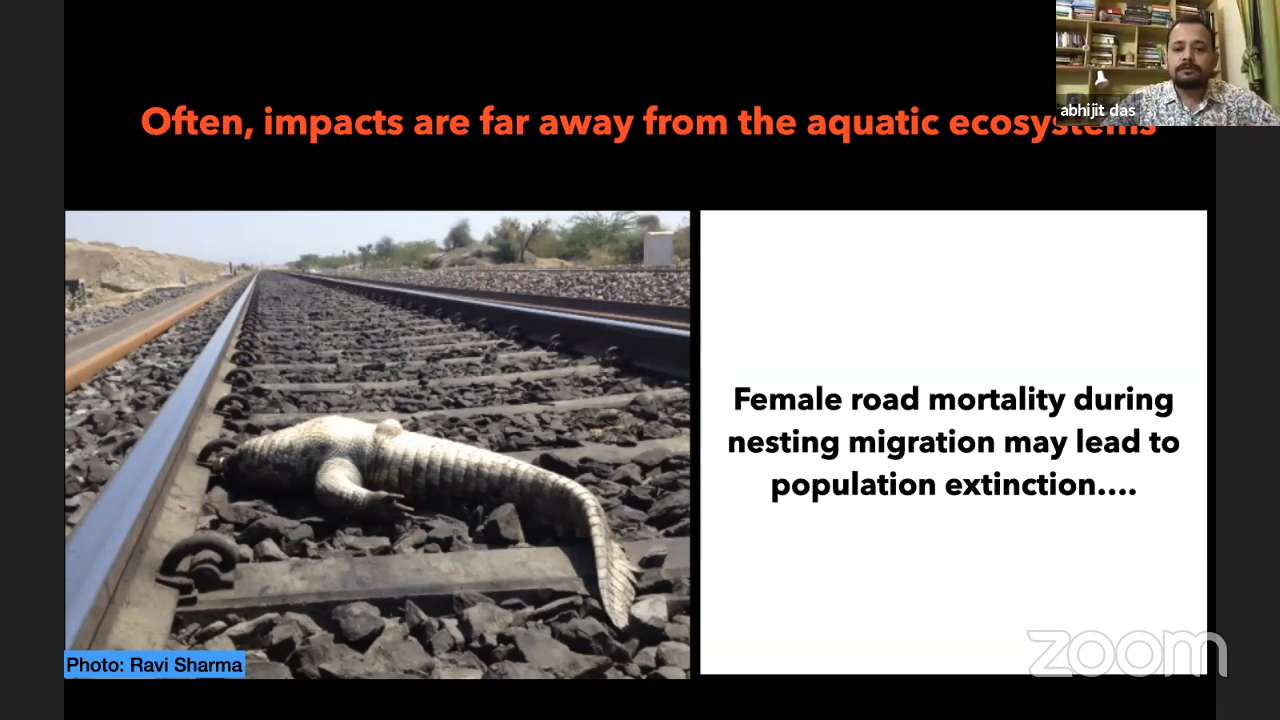 Often, impacts are far away from the aquatic ecosystems
abhijit das
Female road mortality during
nesting migration may lead to
population extinction....
Photo: Ravi Sharma
zoom